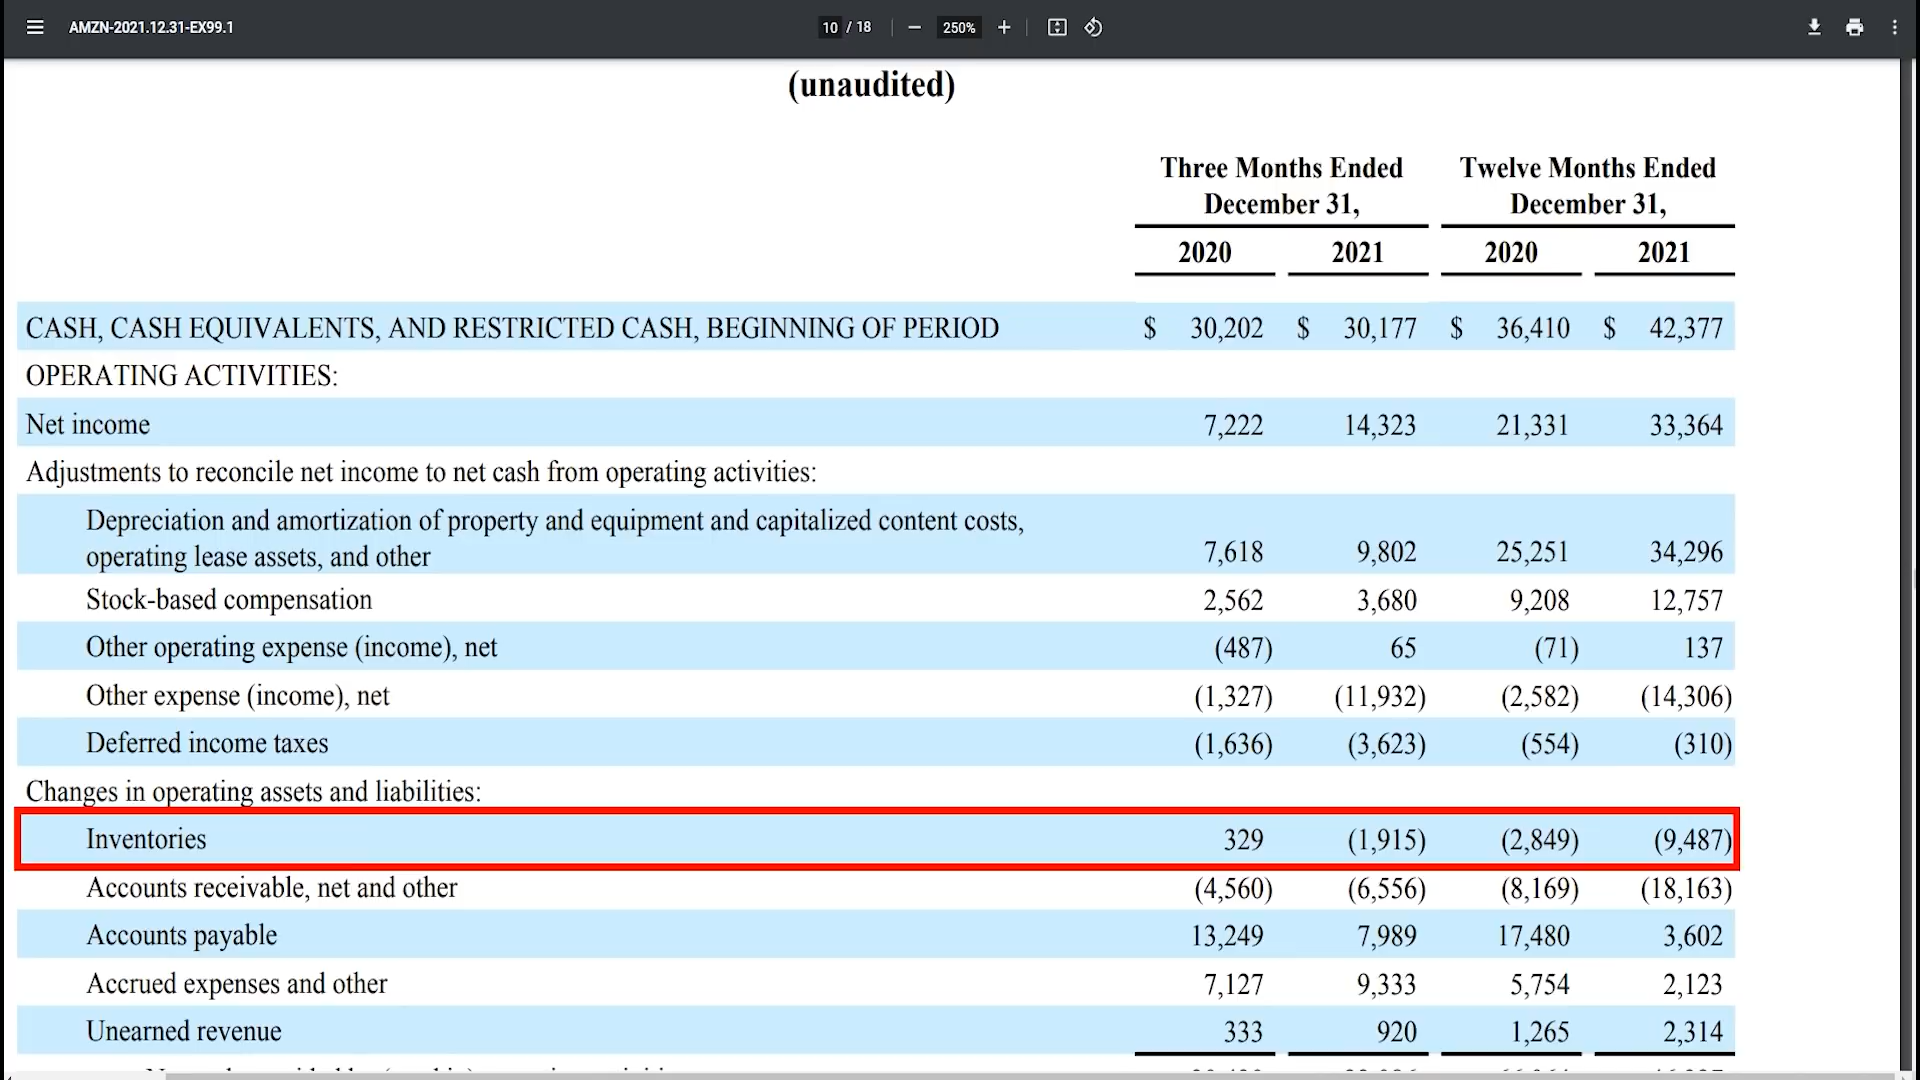 AMZN-2021.12.31-EX99.1 10 / 18 250%
(unaudited)
Three Months Ended Twelve Months Ended
December 31, December 31,
2020 2021 2020 2021
CASH, CASH EQUIVALENTS, AND RESTRICTED CASH, BEGINNING OF PERIOD $ 30,202 $ 30,177 $ 36,410 $ 42,377
OPERATING ACTIVITIES:
Net income 7,222 14,323 21,331 33,364
Adjustments to reconcile net income to net cash from operating activities:
Depreciation and amortization of property and equipment and capitalized content costs,
operating lease assets, and other 7,618 9,802 25,251 34,296
Stock-based compensation 2,562 3,680 9,208 12,757
Other operating expense (income), net (487) 65 (71) 137
Other expense (income), net (1,327) (11,932) (2,582) (14,306)
Deferred income taxes (1,636) (3,623) (554) (310)
Changes in operating assets and liabilities:
Inventories 329 (1,915) (2,849) (9,487)
Accounts receivable, net and other (4,560) (6,556) (8,169) (18,163)
Accounts payable 13,249 7,989 17,480 3,602
Accrued expenses and other 7,127 9,333 5,754 2,123
Unearned revenue 333 920 1,265 2,314